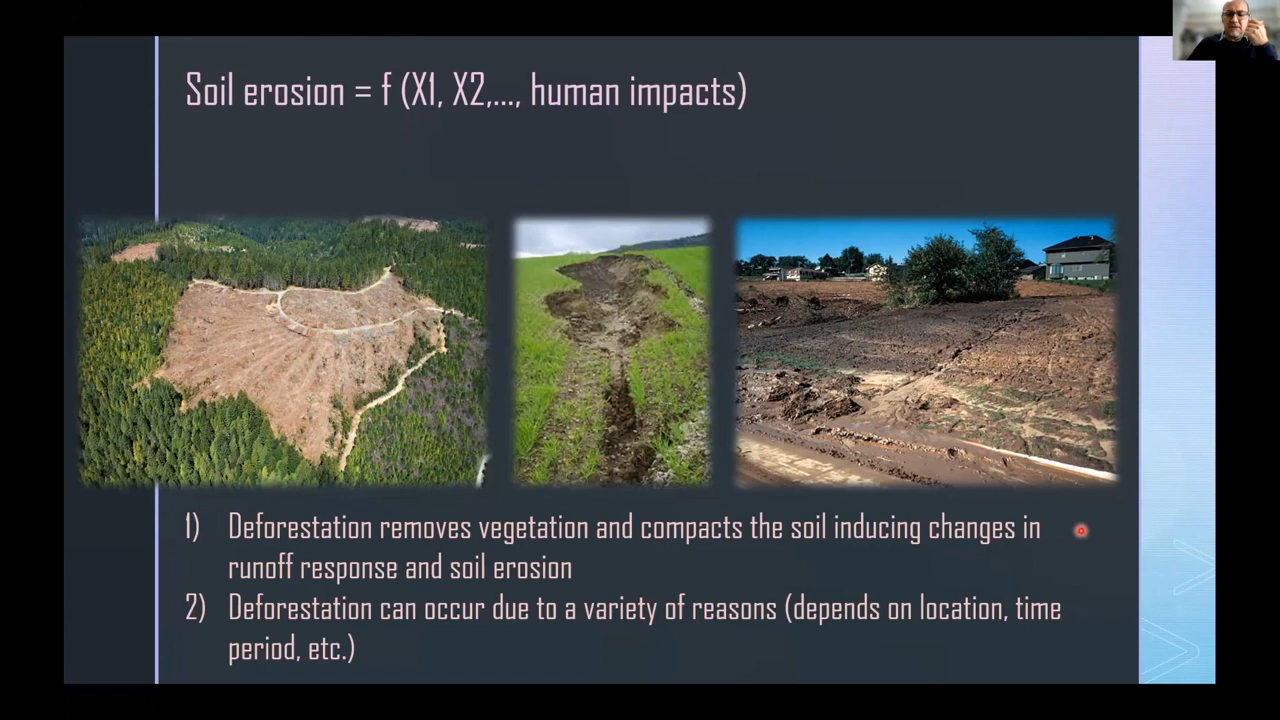 Soil erosion = f (X1, X2,..., human impacts)
1) Deforestation removes vegetation and compacts the soil inducing changes in
runoff response and soil erosion
2) Deforestation can occur due to a variety of reasons (depends on location, time
period, etc.)